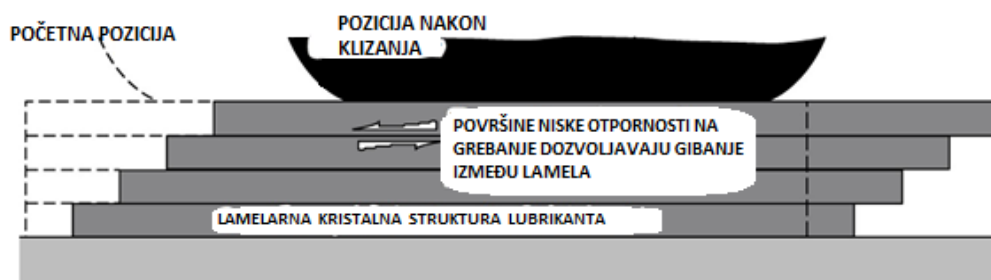 POČETNA POZICIJA
POZICIJA NAKON
KLIZANJA
POVRŠINE NISKE OTPORNOSTI NA
GREBANJE DOZVOLJAVAJU GIBANJE
IZMEĐU LAMELA
LAMELARNA KRISTALNA STRUKTURA LUBRIKANTA